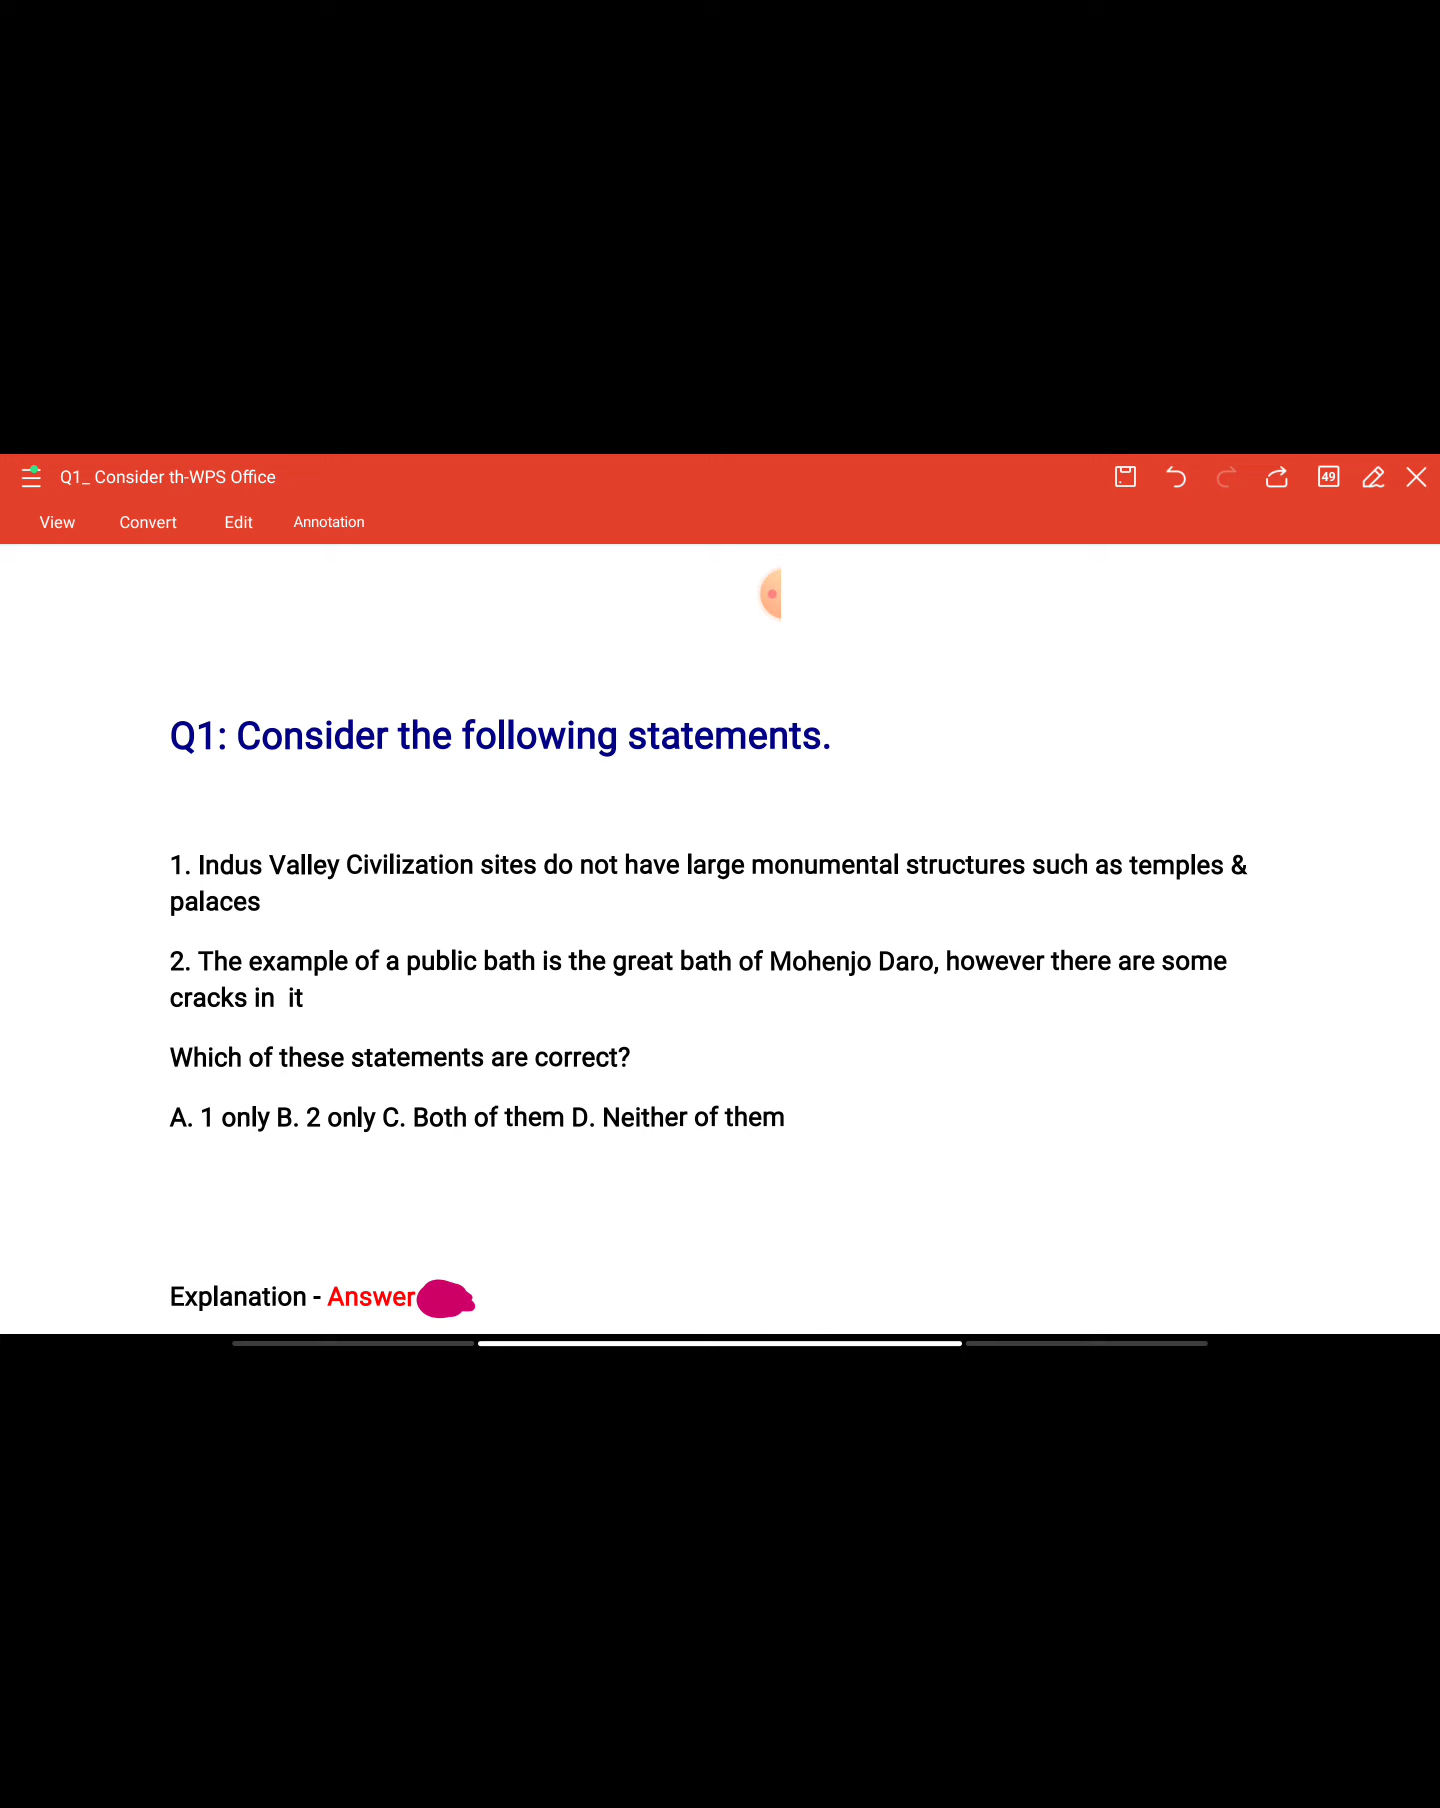 Q1_ Consider th-WPS Office
49
View Convert Edit Annotation
Q1: Consider the following statements.
1. Indus Valley Civilization sites do not have large monumental structures such as temples &
palaces
2. The example of a public bath is the great bath of Mohenjo Daro, however there are some
cracks in  it
Which of these statements are correct?
A. 1 only B. 2 only C. Both of them D. Neither of them
Explanation - Answer